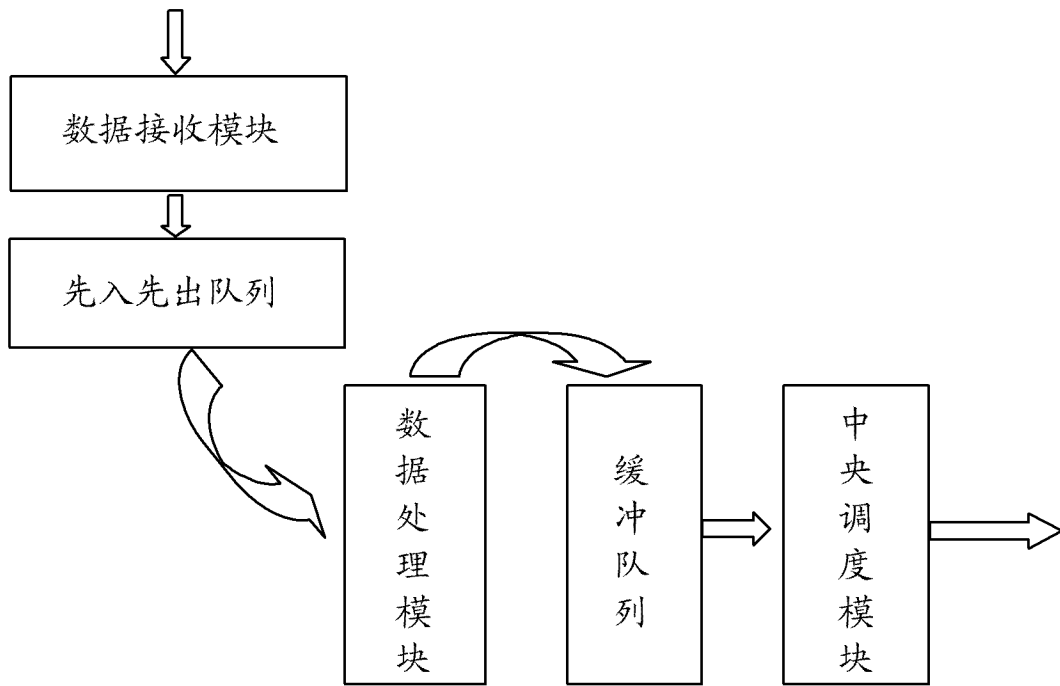 数据接收模块
先入先出队列
数据处理模块
缓冲队列
中央调度模块